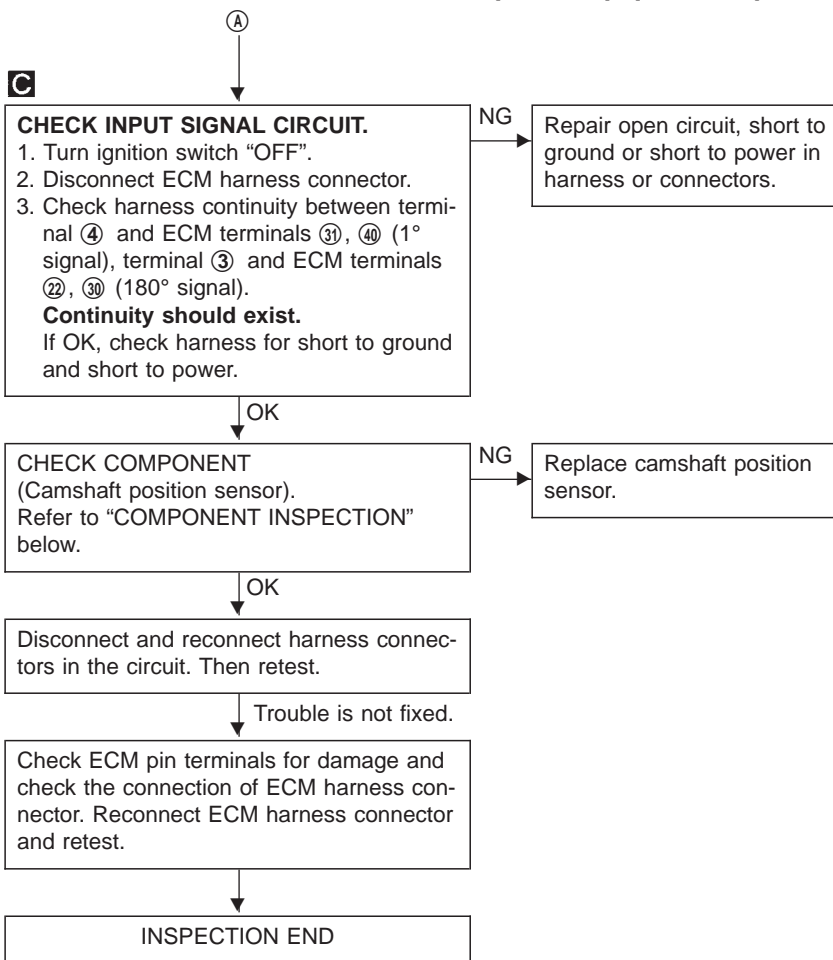 Ⓐ
C
CHECK INPUT SIGNAL CIRCUIT.
1. Turn ignition switch “OFF”.
2. Disconnect ECM harness connector.
3. Check harness continuity between termi-
nal ④ and ECM terminals ㉛, ㊵ (1°
signal), terminal ③ and ECM terminals
㉒, ㉚ (180° signal).
Continuity should exist.
If OK, check harness for short to ground
and short to power.
NG
Repair open circuit, short to
ground or short to power in
harness or connectors.
OK
CHECK COMPONENT
(Camshaft position sensor).
Refer to “COMPONENT INSPECTION”
below.
NG
Replace camshaft position
sensor.
OK
Disconnect and reconnect harness connec-
tors in the circuit. Then retest.
Trouble is not fixed.
Check ECM pin terminals for damage and
check the connection of ECM harness con-
nector. Reconnect ECM harness connector
and retest.
INSPECTION END